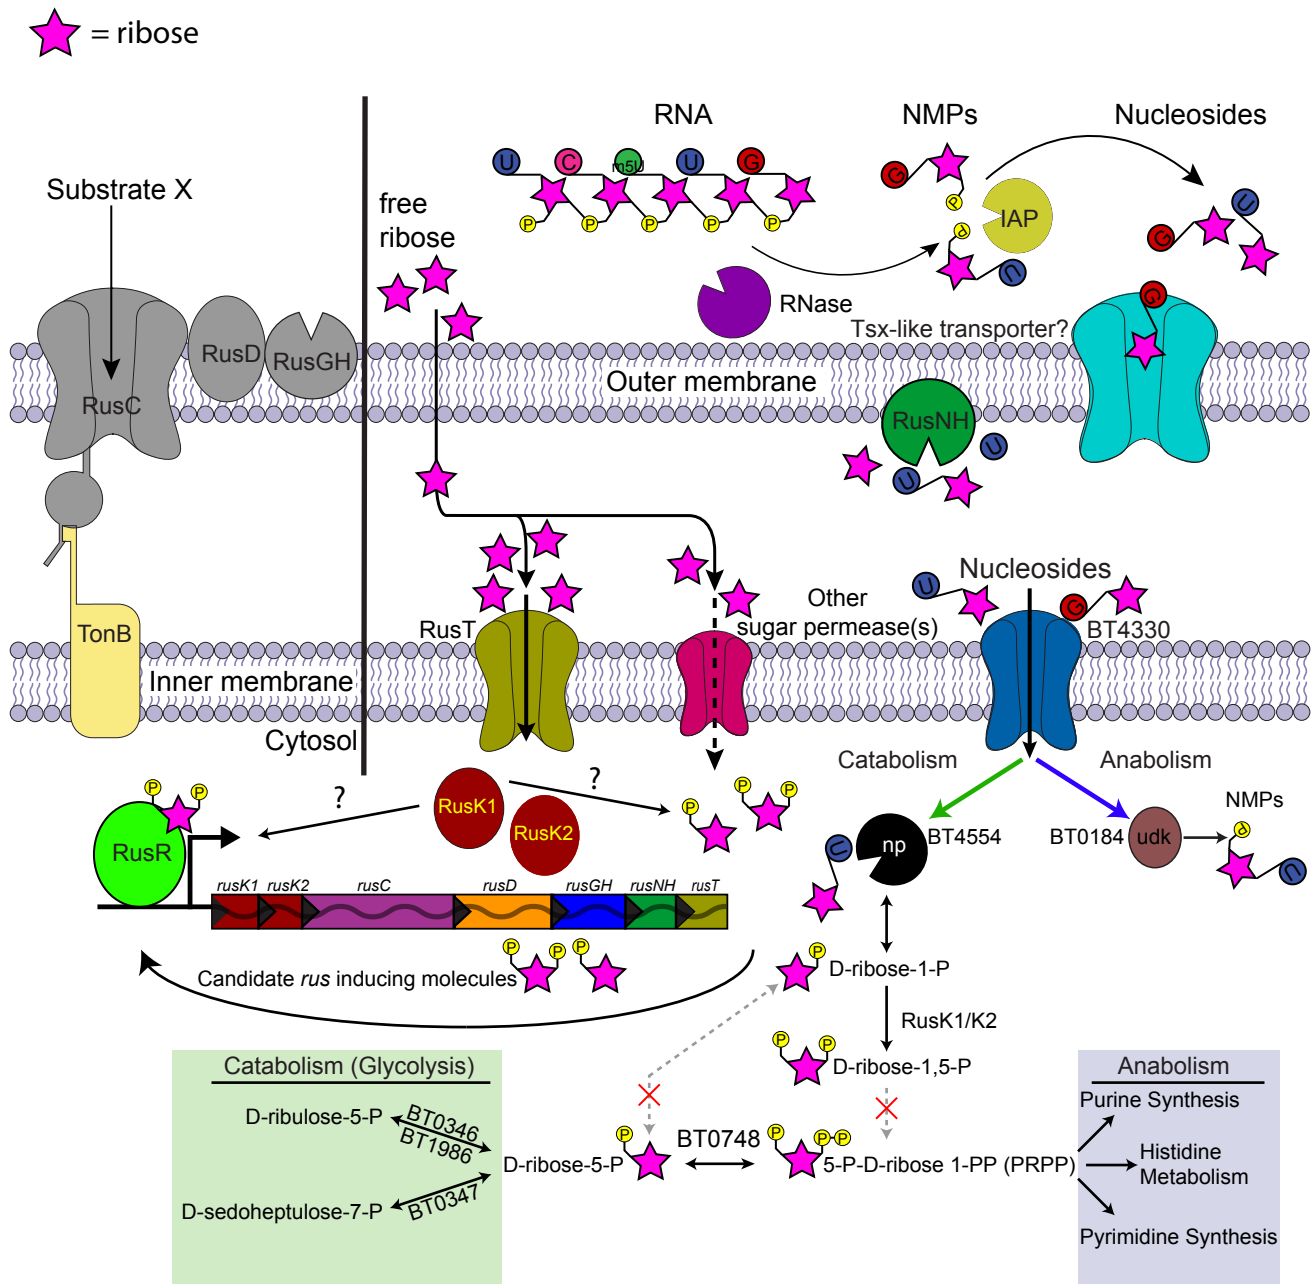 = ribose
RNA
NMPs
Nucleosides
U
C
m5U
U
G
P
P
P
P
P
G
P
P
U
IAP
U
G
Substrate X
free
ribose
RNase
Tsx-like transporter?
G
RusC
RusD
RusGH
Outer membrane
RusNH
U
U
TonB
Nucleosides
U
G
BT4330
RusT
Other
sugar permease(s)
Inner membrane
Cytosol
Catabolism
Anabolism
P
P
RusR
?
RusK1
?
RusK2
P
P
P
U
np
BT4554
BT0184
udk
NMPs
P
U
rusK1
rusK2
rusC
rusD
rusGH
rusNH
rusT
Candidate rus inducing molecules
P
P
P
P
D-ribose-1-P
RusK1/K2
P
P
D-ribose-1,5-P
Catabolism (Glycolysis)
D-ribulose-5-P
BT0346
BT1986
D-sedoheptulose-7-P
BT0347
D-ribose-5-P
P
BT0748
P
P
P
5-P-D-ribose 1-PP (PRPP)
Anabolism
Purine Synthesis
Histidine
Metabolism
Pyrimidine Synthesis